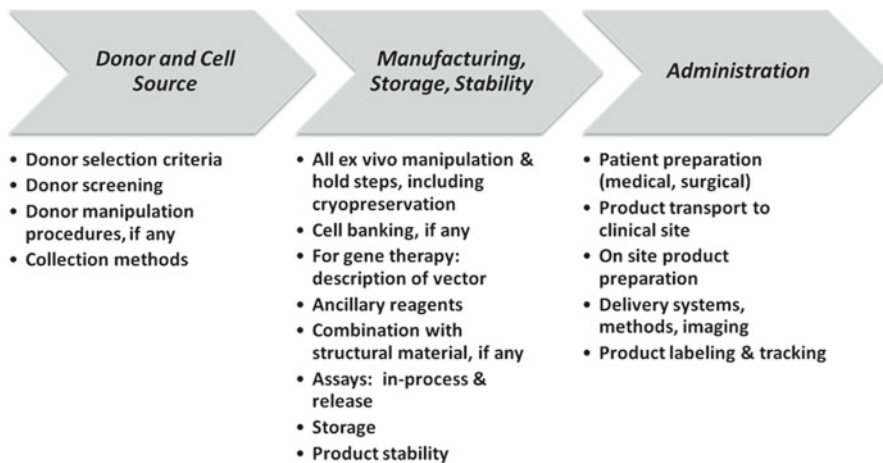 Donor and Cell
Source
• Donor selection criteria
• Donor screening
• Donor manipulation
procedures, if any
• Collection methods
Manufacturing,
Storage, Stability
• All ex vivo manipulation &
hold steps, including
cryopreservation
• Cell banking, if any
• For gene therapy:
description of vector
• Ancillary reagents
• Combination with
structural material, if any
• Assays: in-process &
release
• Storage
• Product stability
Administration
• Patient preparation
(medical, surgical)
• Product transport to
clinical site
• On site product
preparation
• Delivery systems,
methods, imaging
• Product labeling & tracking